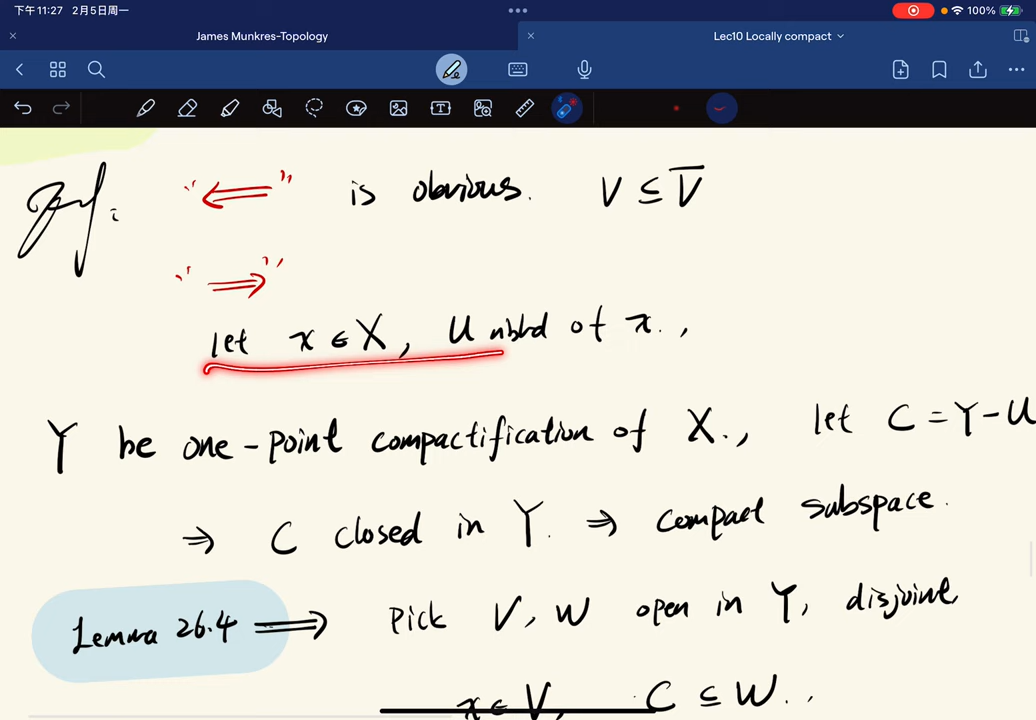 下午11:27 2月5日周一
100%
James Munkres-Topology
Lec10 Locally compact
"⇐" is obvious. V ⊆ V̅
"⇒"
let x ∈ X, U nbhd of x.,
Y be one-point compactification of X., let C = Y - U
⇒ C closed in Y. ⇒ compact subspace.
Lemma 26.4 ⇒ Pick V, W open in Y, disjoint,
x ∈ V, C ⊆ W.,